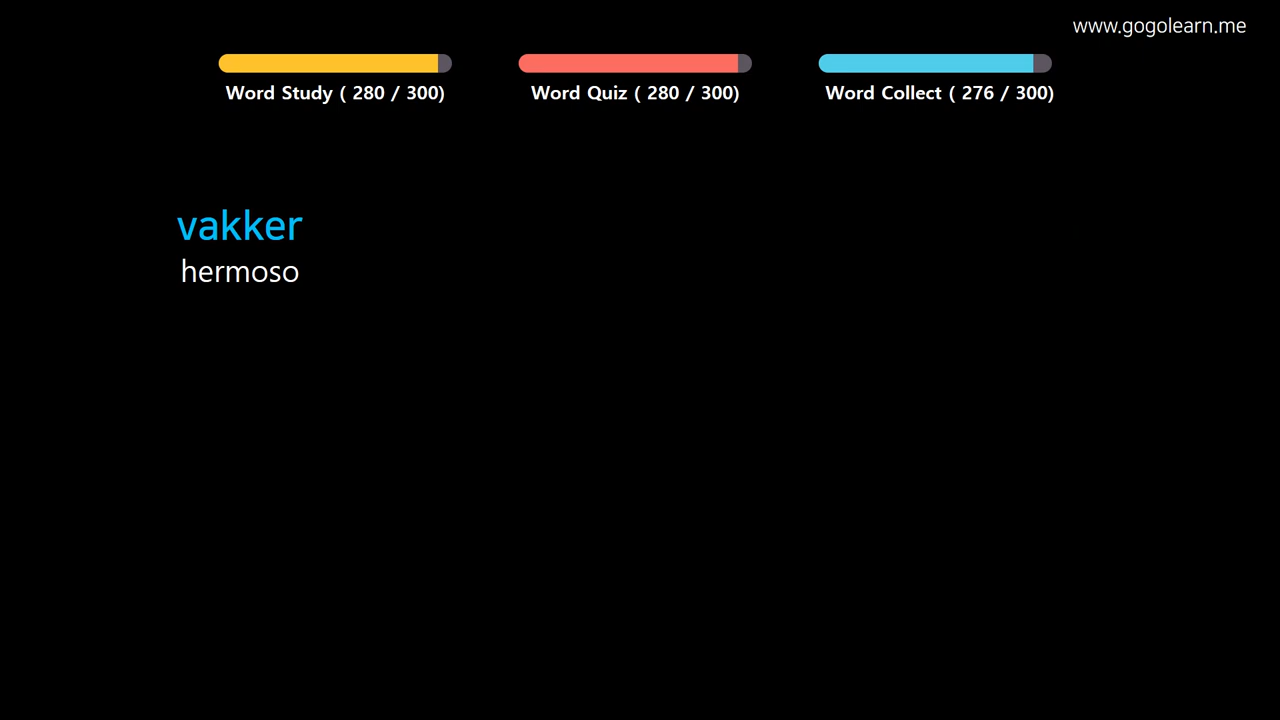 www.gogolearn.me
Word Study ( 280 / 300)
Word Quiz ( 280 / 300)
Word Collect ( 276 / 300)
vakker
hermoso